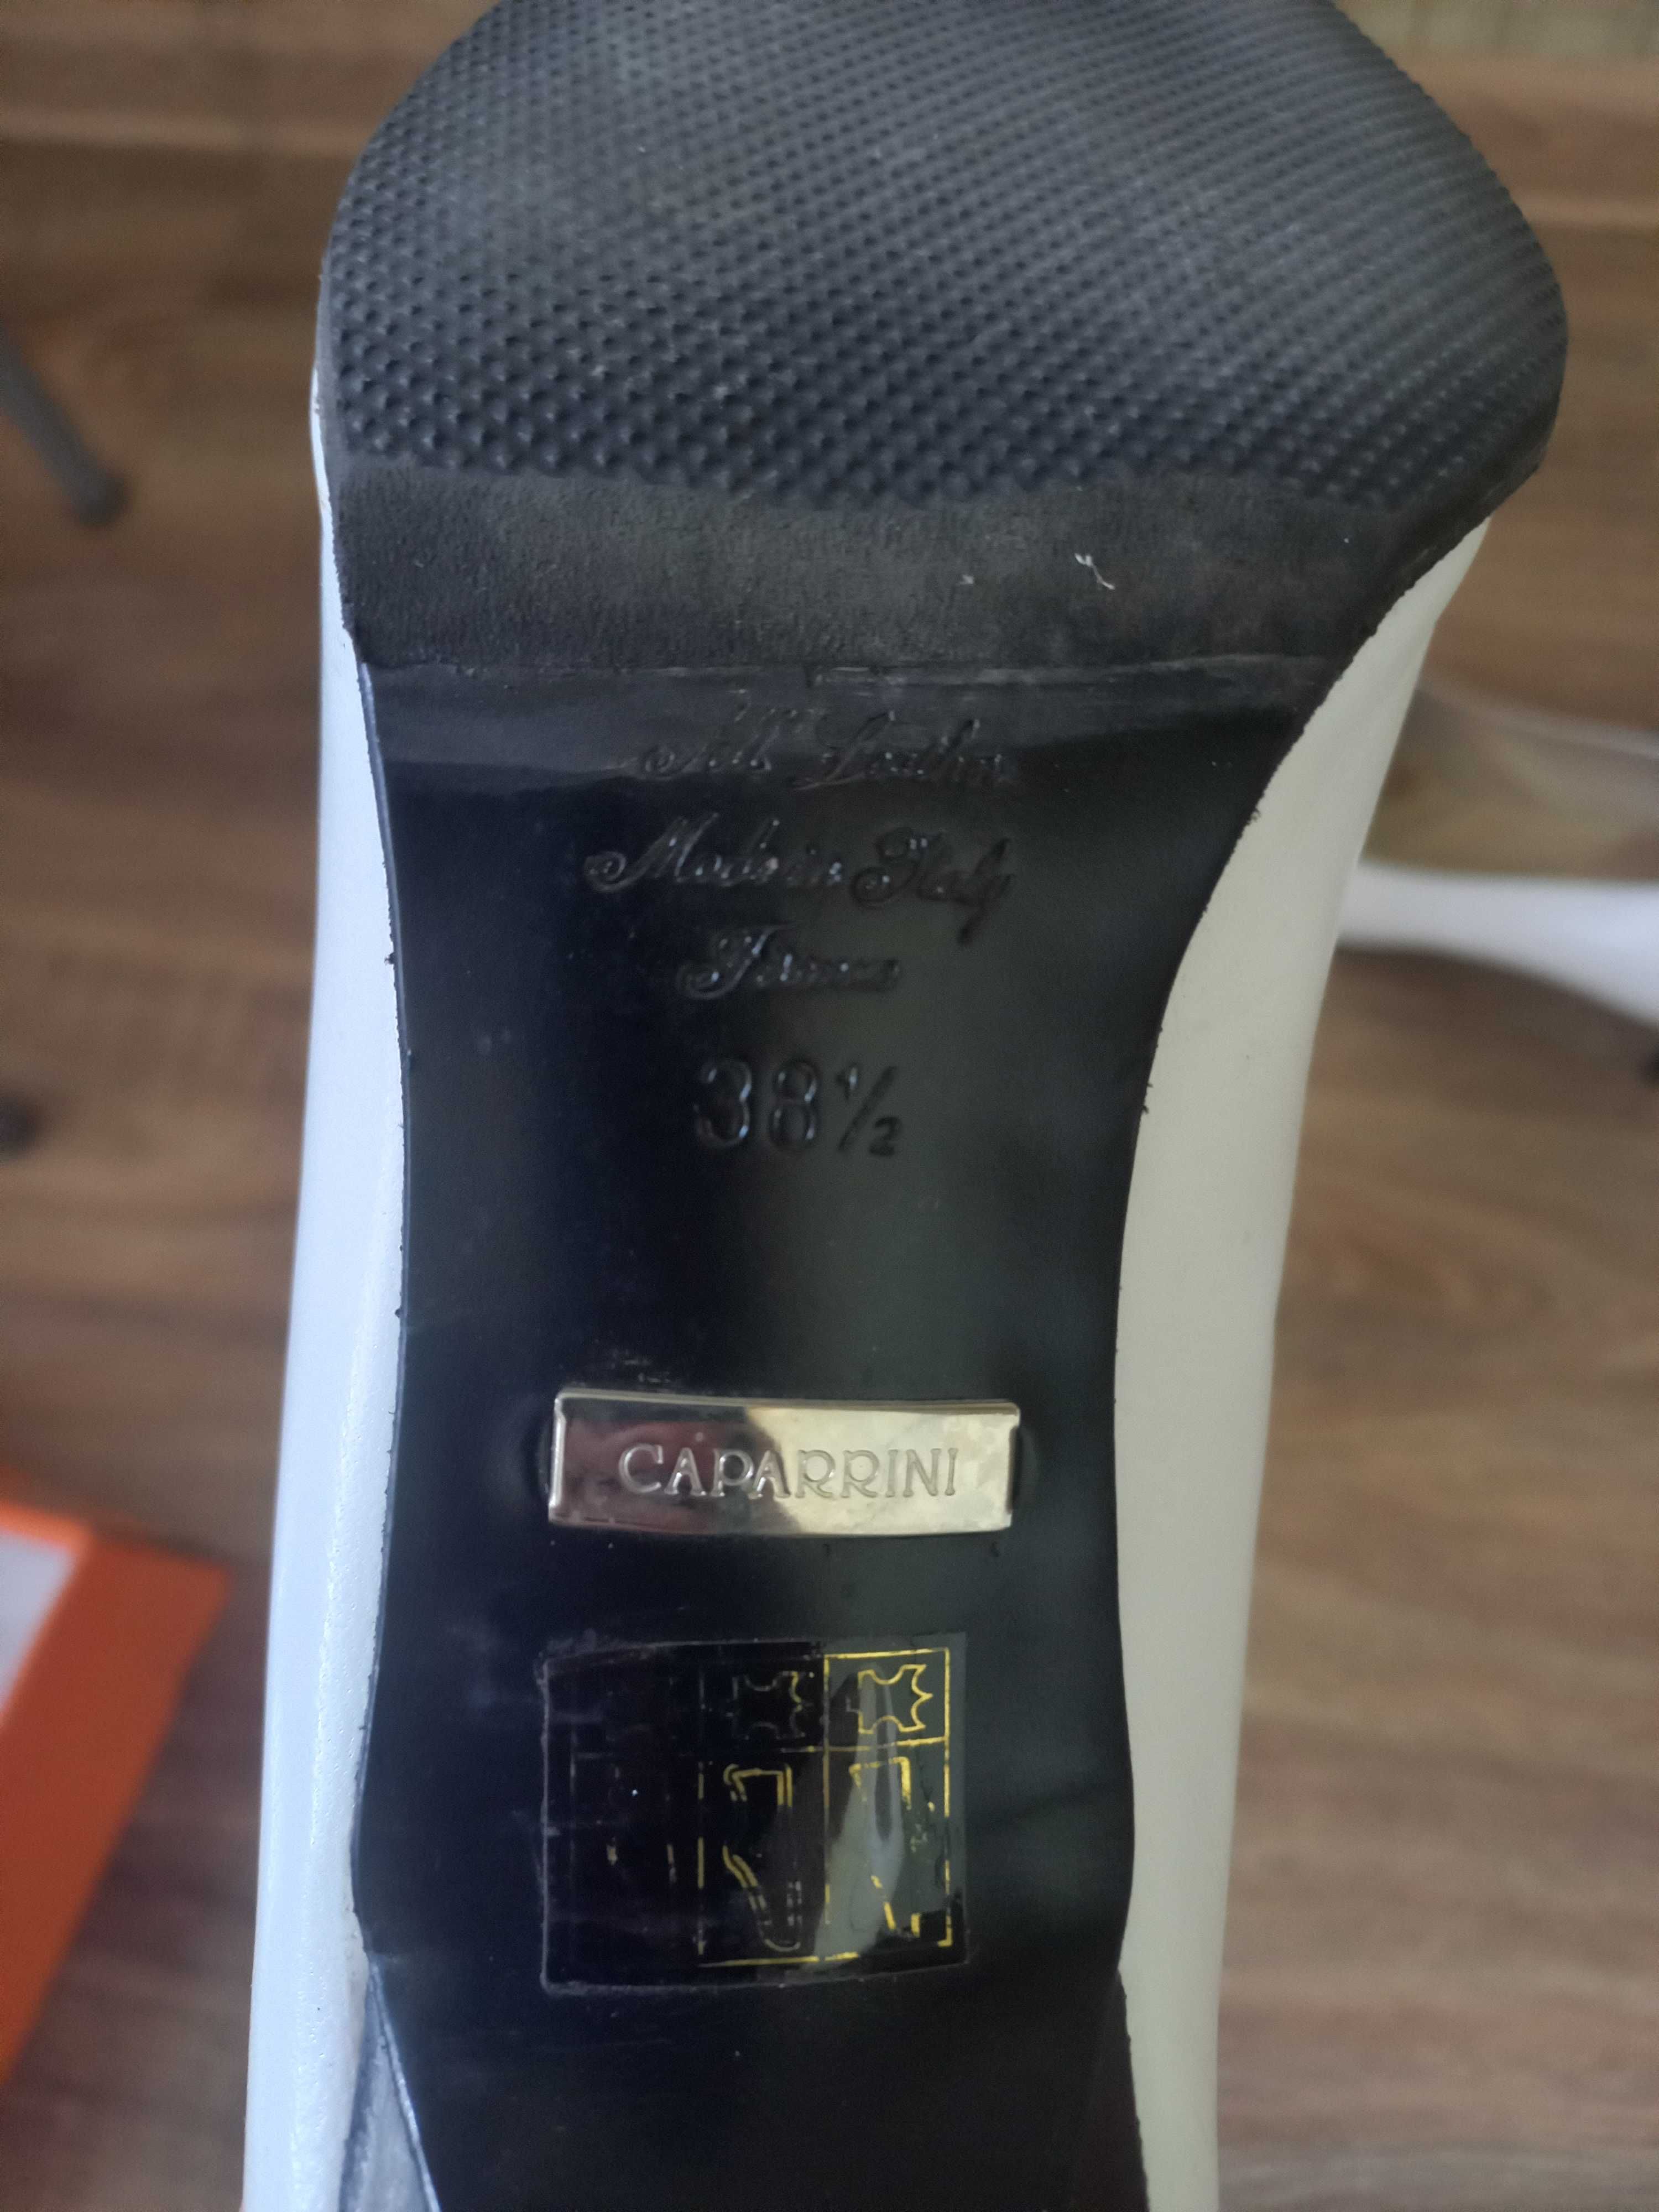 All Leather
Made in Italy
Firenze
38½
CAPARRINI